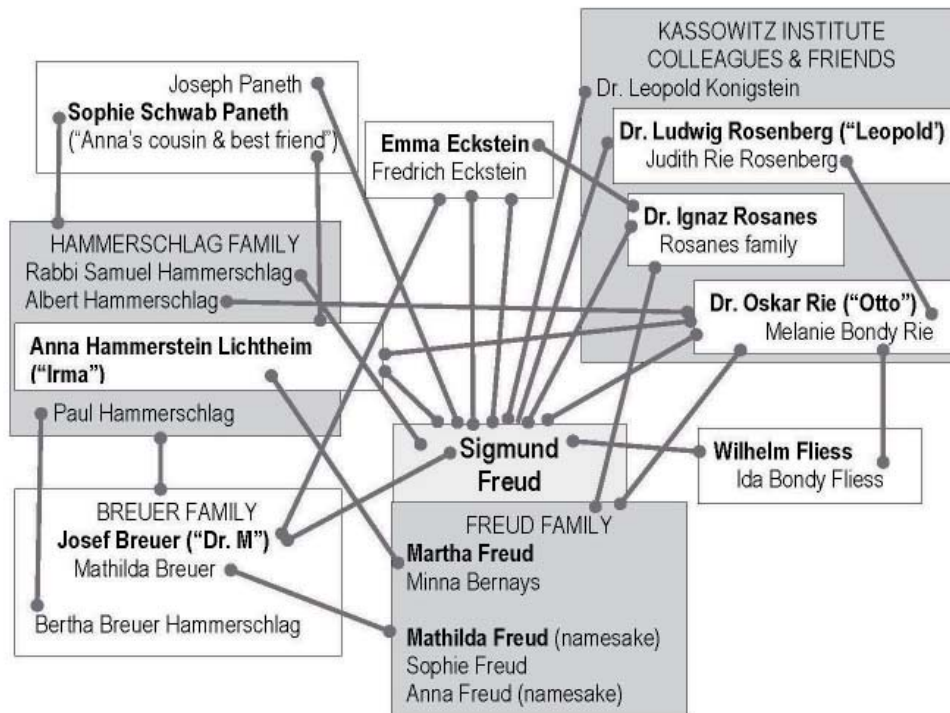 Joseph Paneth
Sophie Schwab Paneth
("Anna's cousin & best friend")
Emma Eckstein
Fredrich Eckstein
KASSOWITZ INSTITUTE
COLLEAGUES & FRIENDS
Dr. Leopold Konigstein
Dr. Ludwig Rosenberg ("Leopold')
Judith Rie Rosenberg
Dr. Ignaz Rosanes
Rosanes family
Dr. Oskar Rie ("Otto")
Melanie Bondy Rie
HAMMERSCHLAG FAMILY
Rabbi Samuel Hammerschlag
Albert Hammerschlag
Anna Hammerstein Lichtheim
("Irma")
Paul Hammerschlag
Sigmund
Freud
Wilhelm Fliess
Ida Bondy Fliess
BREUER FAMILY
Josef Breuer ("Dr. M")
Mathilda Breuer
Bertha Breuer Hammerschlag
FREUD FAMILY
Martha Freud
Minna Bernays
Mathilda Freud (namesake)
Sophie Freud
Anna Freud (namesake)